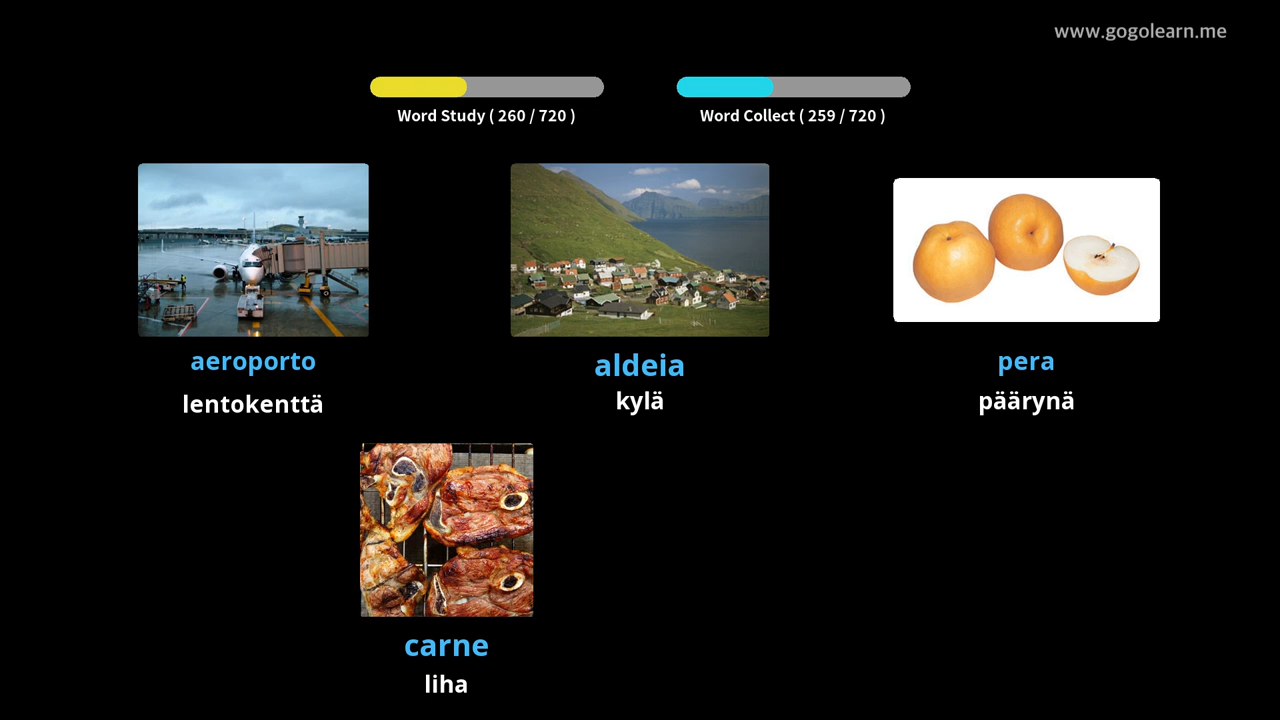 www.gogolearn.me
Word Study ( 260 / 720 )
Word Collect ( 259 / 720 )
aeroporto
lentokenttä
aldeia
kylä
pera
päärynä
carne
liha